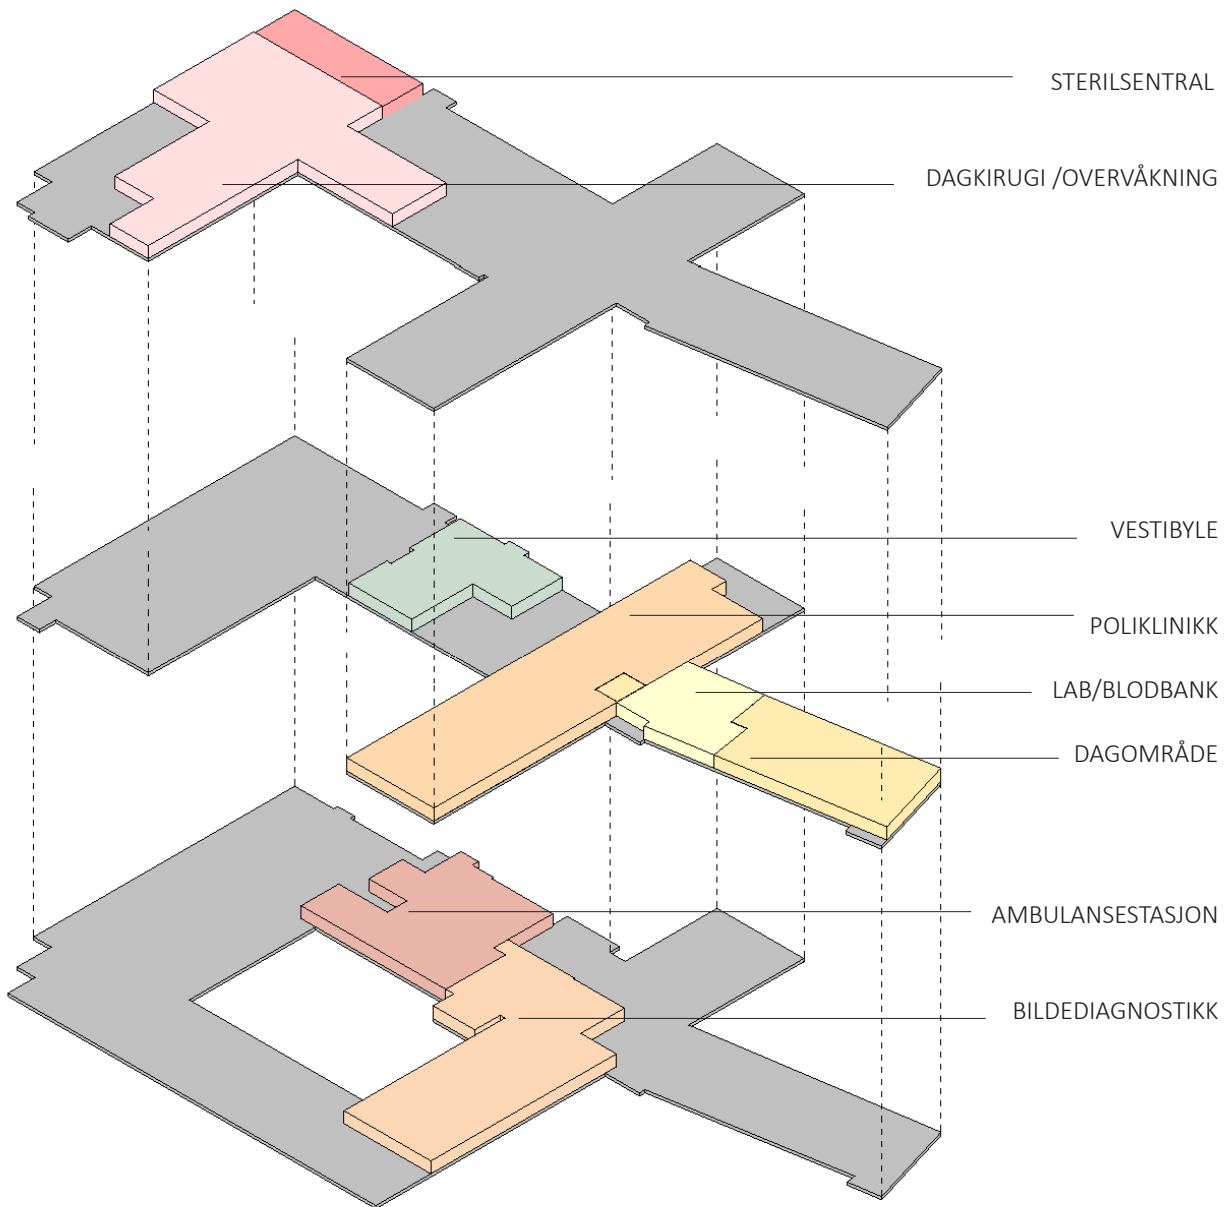 STERILSENTRAL
DAGKIRUGI /OVERVÅKNING
VESTIBYLE
POLIKLINIKK
LAB/BLODBANK
DAGOMRÅDE
AMBULANSESTASJON
BILDEDIAGNOSTIKK